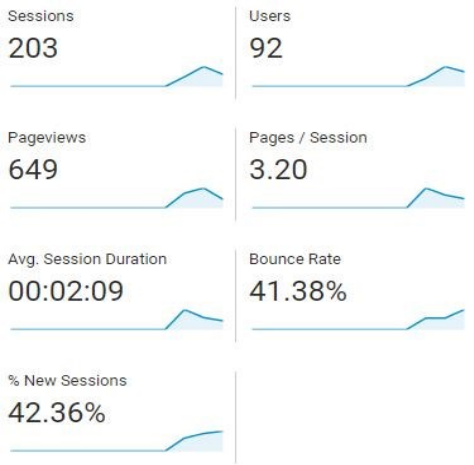 Sessions
203
Users
92
Pageviews
649
Pages / Session
3.20
Avg. Session Duration
00:02:09
Bounce Rate
41.38%
% New Sessions
42.36%